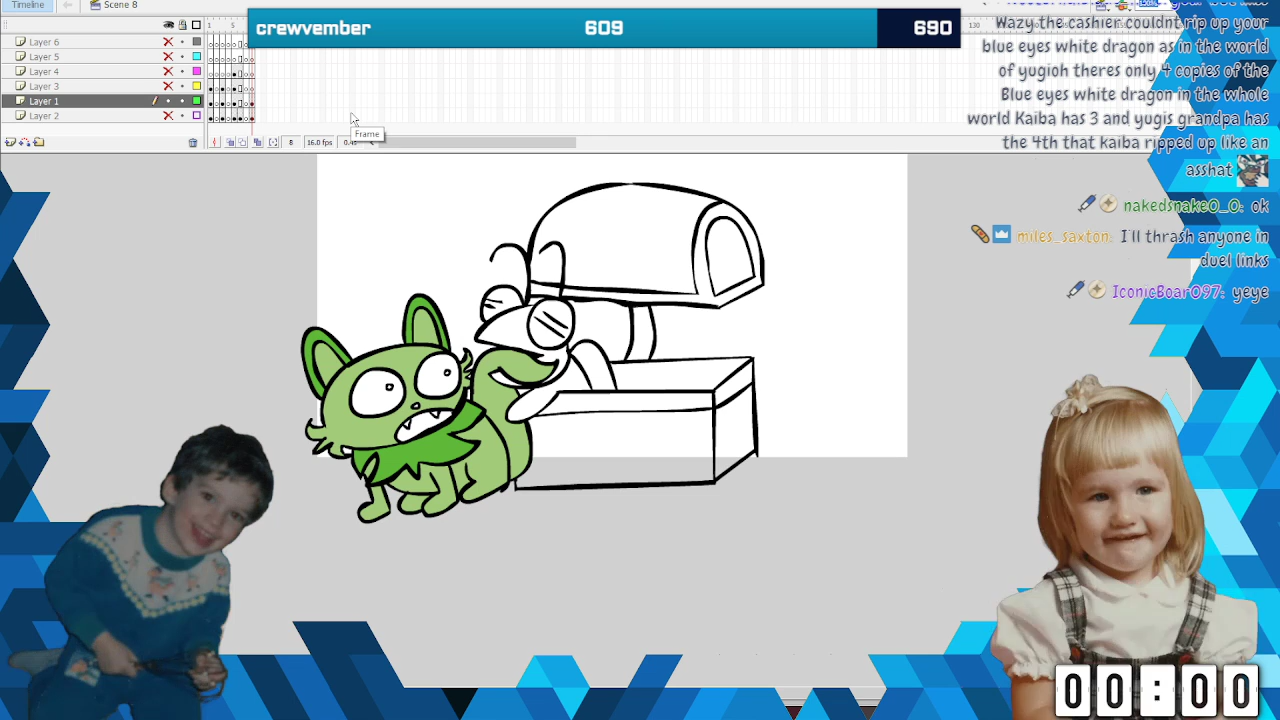 Timeline
Scene 8
crewvember 609 690
1 5
130
Layer 6
Layer 5
Layer 4
Layer 3
Layer 1
Layer 2
Frame
8 16.0 fps
Wazy the cashier couldnt rip up your
blue eyes white dragon as in the world
of yugioh theres only 4 copies of the
Blue eyes white dragon in the whole
world Kaiba has 3 and yugis grandpa has
the 4th that kaiba ripped up like an
asshat
nakedsnake0_0: ok
miles_saxton: I'll thrash anyone in
duel links
IconicBoar097: yeye
00:00